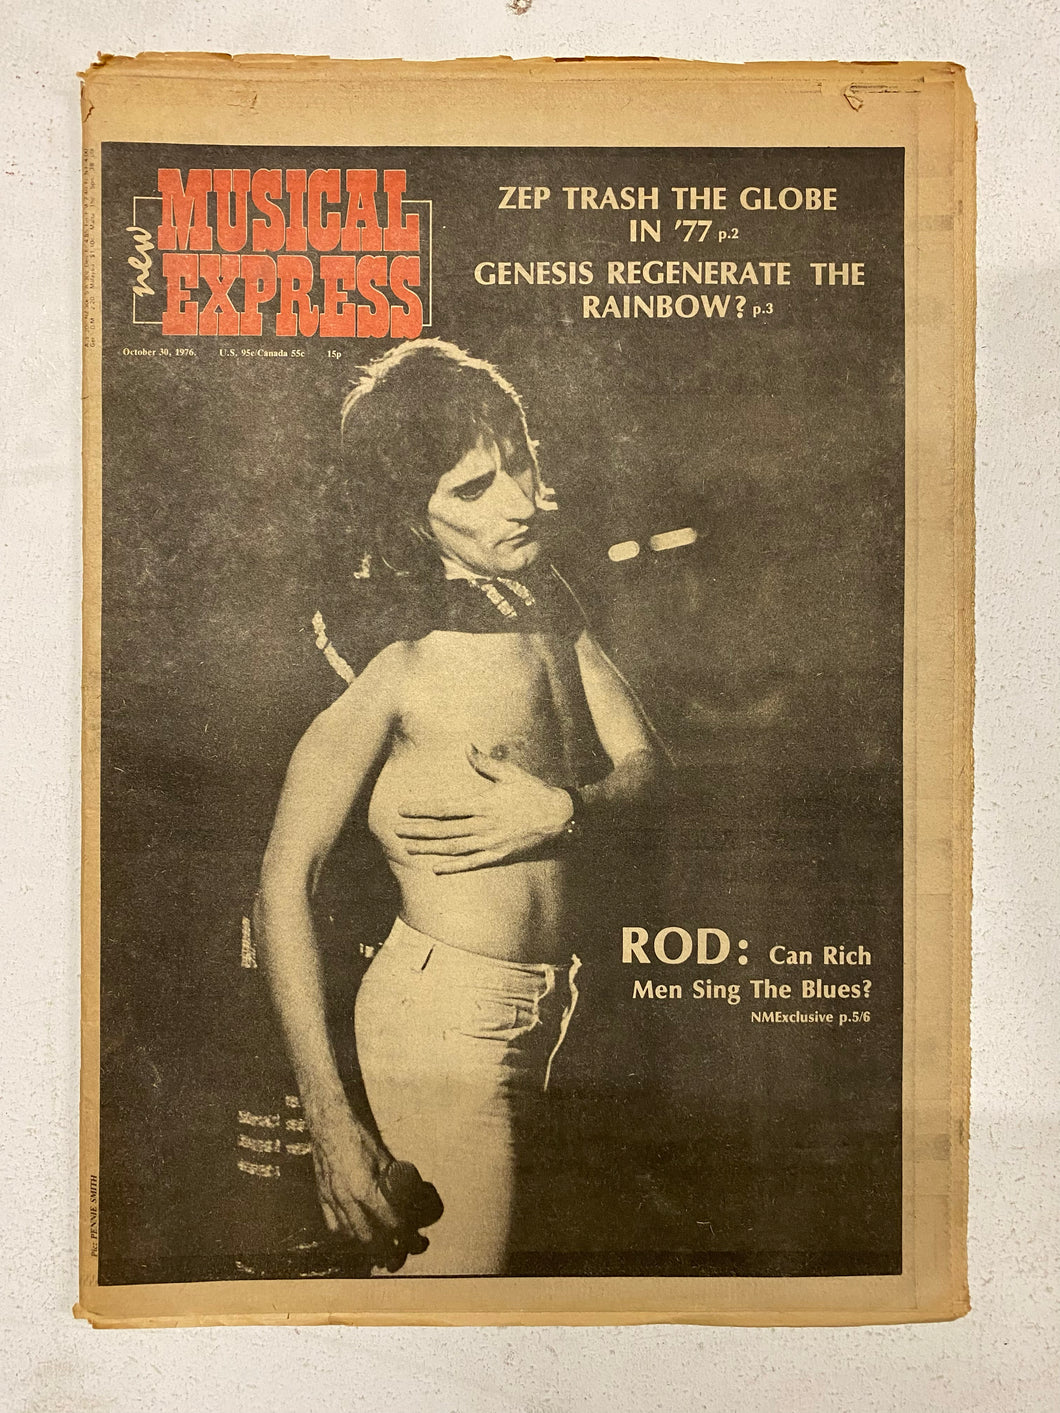 new
MUSICAL
EXPRESS
October 30, 1976. U.S. 95c/Canada 55c 15p
ZEP TRASH THE GLOBE
IN '77 p.2
GENESIS REGENERATE THE
RAINBOW? p.3
ROD: Can Rich
Men Sing The Blues?
NMExclusive p.5/6
Pic: PENNIE SMITH